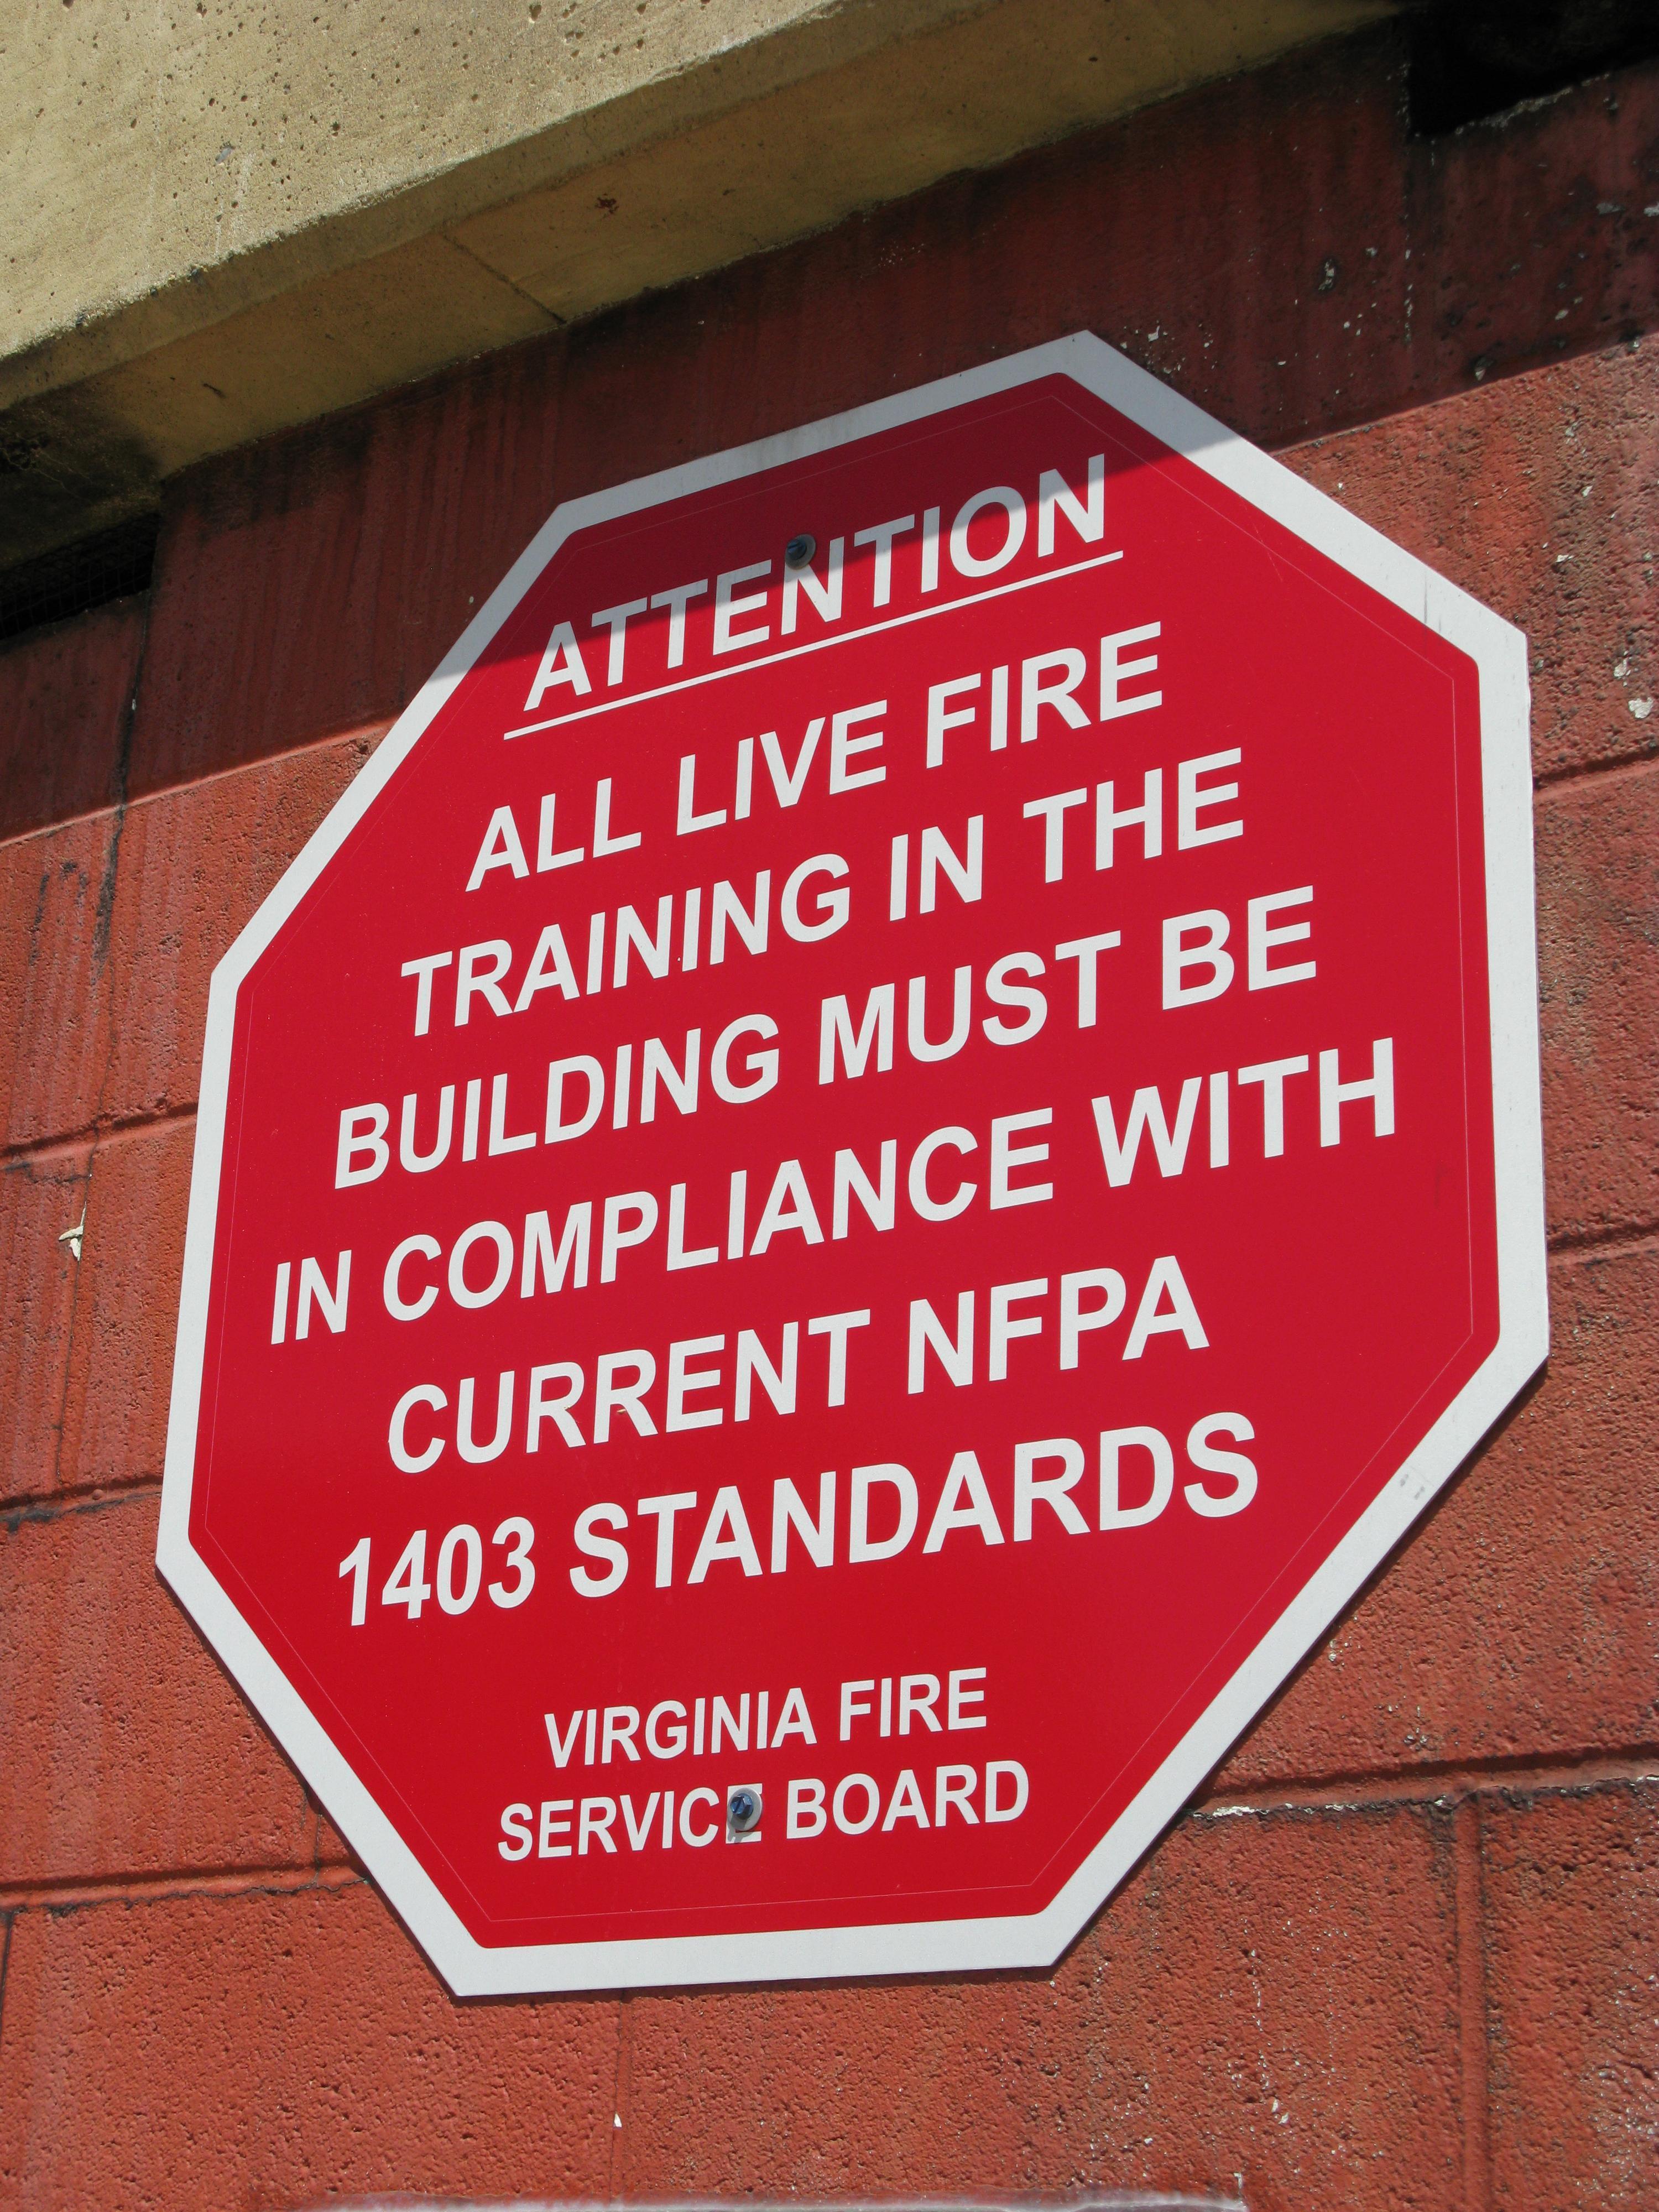 ATTENTION
ALL LIVE FIRE
TRAINING IN THE
BUILDING MUST BE
IN COMPLIANCE WITH
CURRENT NFPA
1403 STANDARDS
VIRGINIA FIRE
SERVICE BOARD